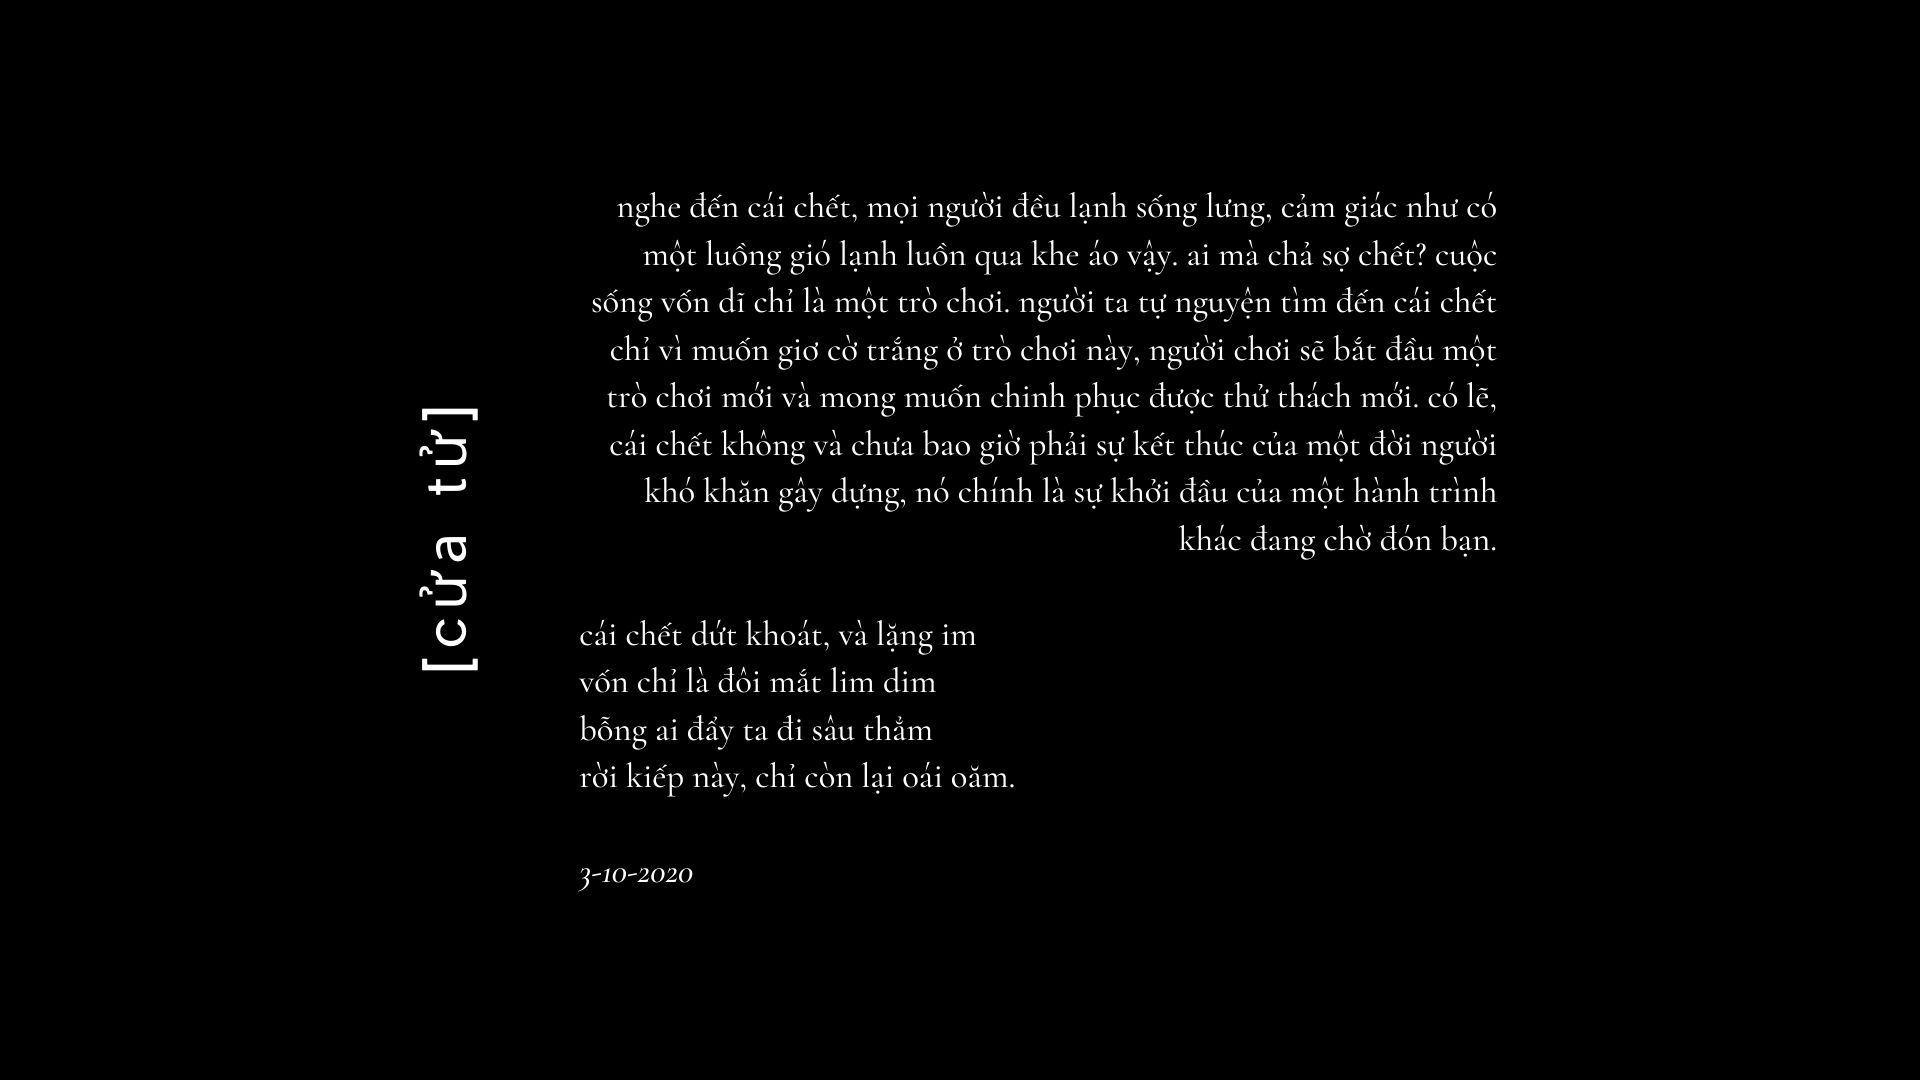 [cửa tử]
nghe đến cái chết, mọi người đều lạnh sống lưng, cảm giác như có
một luồng gió lạnh luồn qua khe áo vậy. ai mà chả sợ chết? cuộc
sống vốn dĩ chỉ là một trò chơi. người ta tự nguyện tìm đến cái chết
chỉ vì muốn giơ cờ trắng ở trò chơi này, người chơi sẽ bắt đầu một
trò chơi mới và mong muốn chinh phục được thử thách mới. có lẽ,
cái chết không và chưa bao giờ phải sự kết thúc của một đời người
khó khăn gây dựng, nó chính là sự khởi đầu của một hành trình
khác đang chờ đón bạn.
cái chết dứt khoát, và lặng im
vốn chỉ là đôi mắt lim dim
bỗng ai đẩy ta đi sâu thẳm
rời kiếp này, chỉ còn lại oái oăm.
3-10-2020